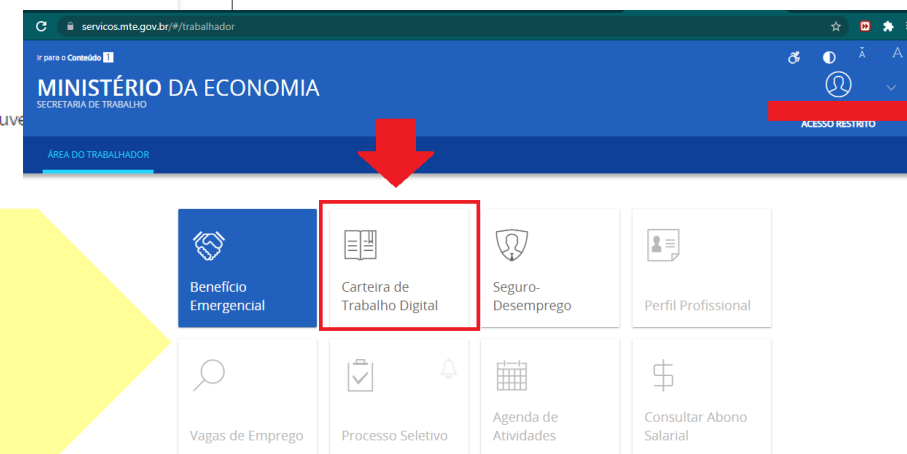 servicos.mte.gov.br/#/trabalhador
Ir para o Conteúdo 1
A
A
MINISTÉRIO DA ECONOMIA
SECRETARIA DE TRABALHO
ACESSO RESTRITO
ÁREA DO TRABALHADOR
Benefício
Emergencial
Carteira de
Trabalho Digital
Seguro-
Desemprego
Perfil Profissional
Vagas de Emprego
Processo Seletivo
Agenda de
Atividades
Consultar Abono
Salarial